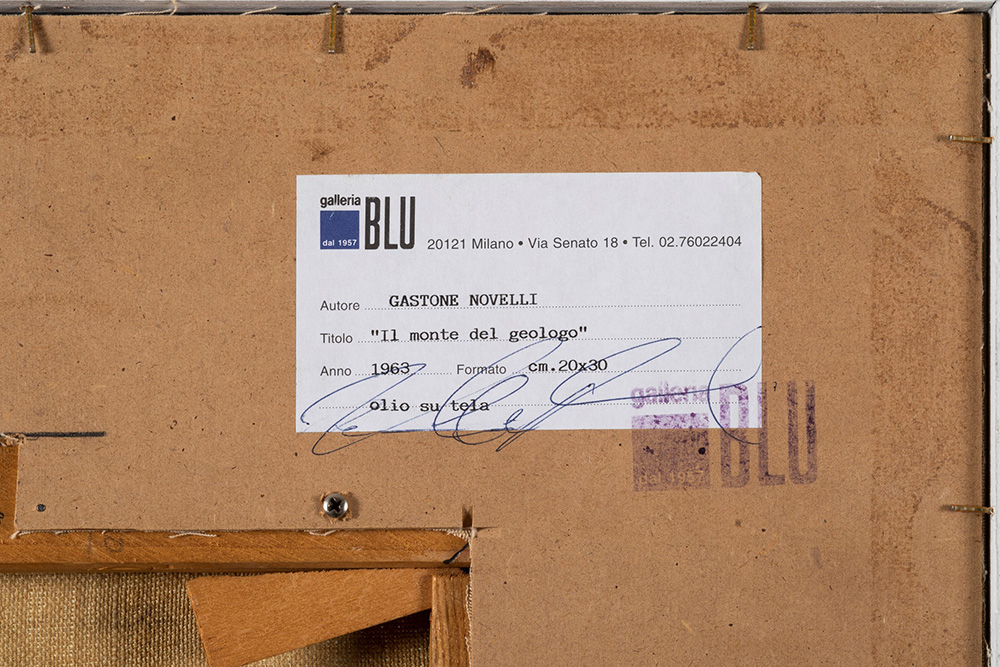 galleria
BLU
dal 1957
20121 Milano • Via Senato 18 • Tel. 02.76022404
Autore GASTONE NOVELLI
Titolo "Il monte del geologo"
Anno 1963 Formato cm.20x30
olio su tela
galleria
BLU
dal 1957